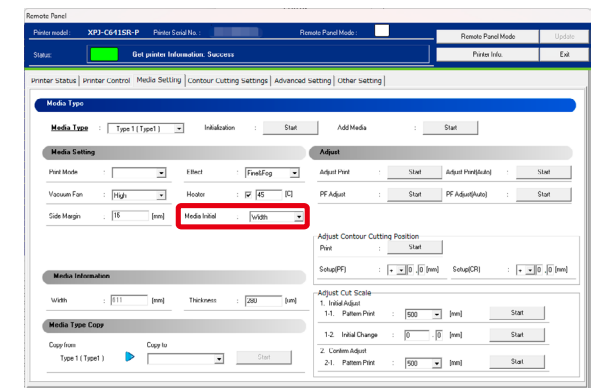 Remote Panel
Printer model : XPJ-C641SR-P Printer Serial No. : Remote Panel Mode :
Remote Panel Mode Update
Status: Get printer Information. Success Printer Info. Exit
Printer Status Printer Control Media Setting Contour Cutting Settings Advanced Setting Other Setting
Media Type
Media Type : Type 1 ( Type1 ) Initialization : Start Add Media : Start
Media Setting Adjust
Print Mode : Effect : Fine&Fog Adjust Print : Start Adjust Print(Auto) : Start
Vacuum Fan : High Heater : 45 [C] PF Adjust : Start PF Adjust(Auto) : Start
Side Margin : [mm] Media Initial : Width
Adjust Contour Cutting Position
Print : Start
Setup(PF) : + 0 . 0 [mm] Setup(CR) : + 0 . 0 [mm]
Media Information
Width : [mm] Thickness : 280 [um]
Adjust Cut Scale
1. Initial Adjust
1-1. Pattern Print : 500 [mm] Start
Media Type Copy
1-2. Initial Change : 0 . 0 [mm] Start
Copy from Copy to
Type 1 ( Type1 ) Start
2. Confirm Adjust
2-1. Pattern Print : 500 [mm] Start